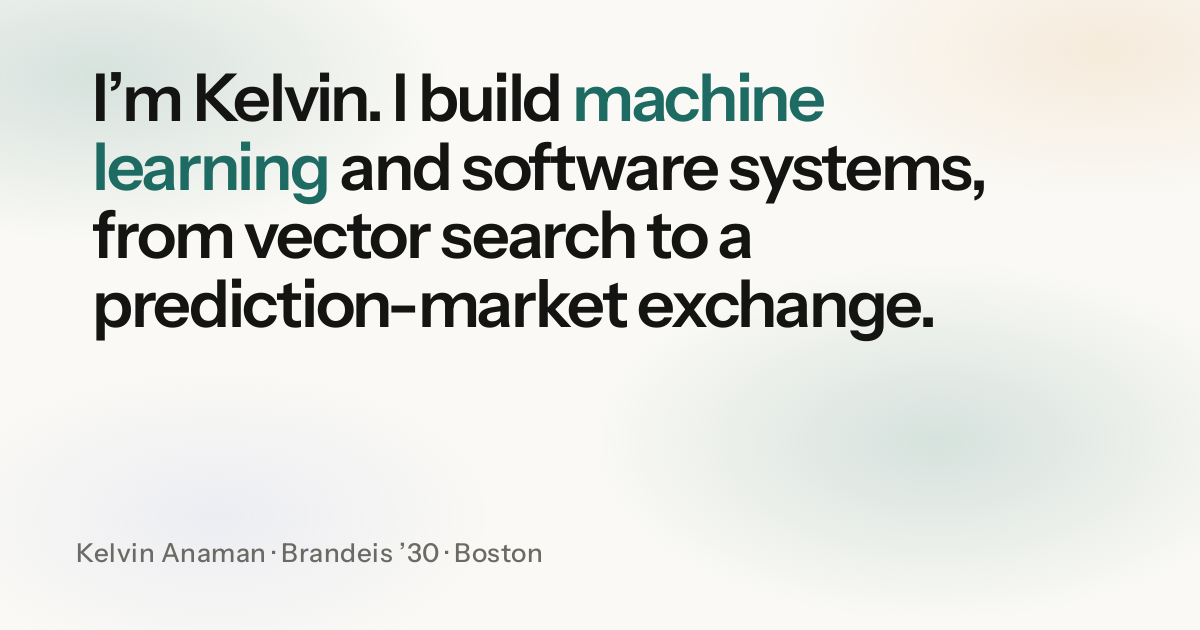 I’m Kelvin. I build machine
learning and software systems,
from vector search to a
prediction-market exchange.
Kelvin Anaman · Brandeis ’30 · Boston